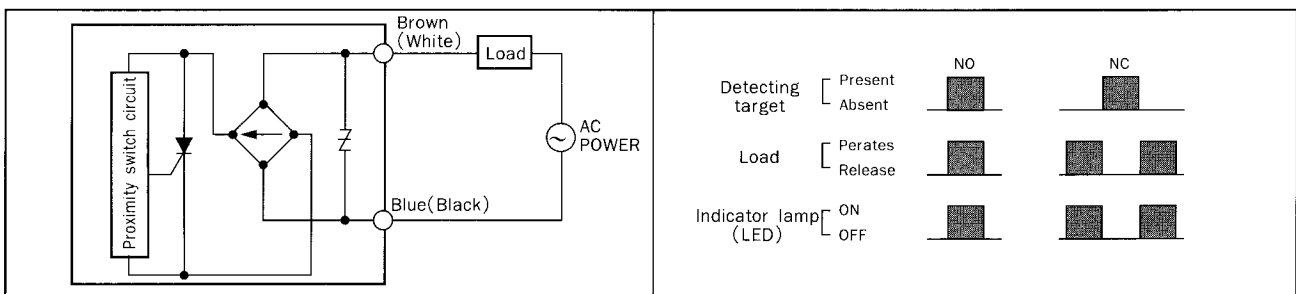 Brown
(White)
Load
Proximity switch circuit
AC
POWER
Blue(Black)
NO NC
Detecting
target
Present
Absent
Load
Perates
Release
Indicator lamp
(LED)
ON
OFF